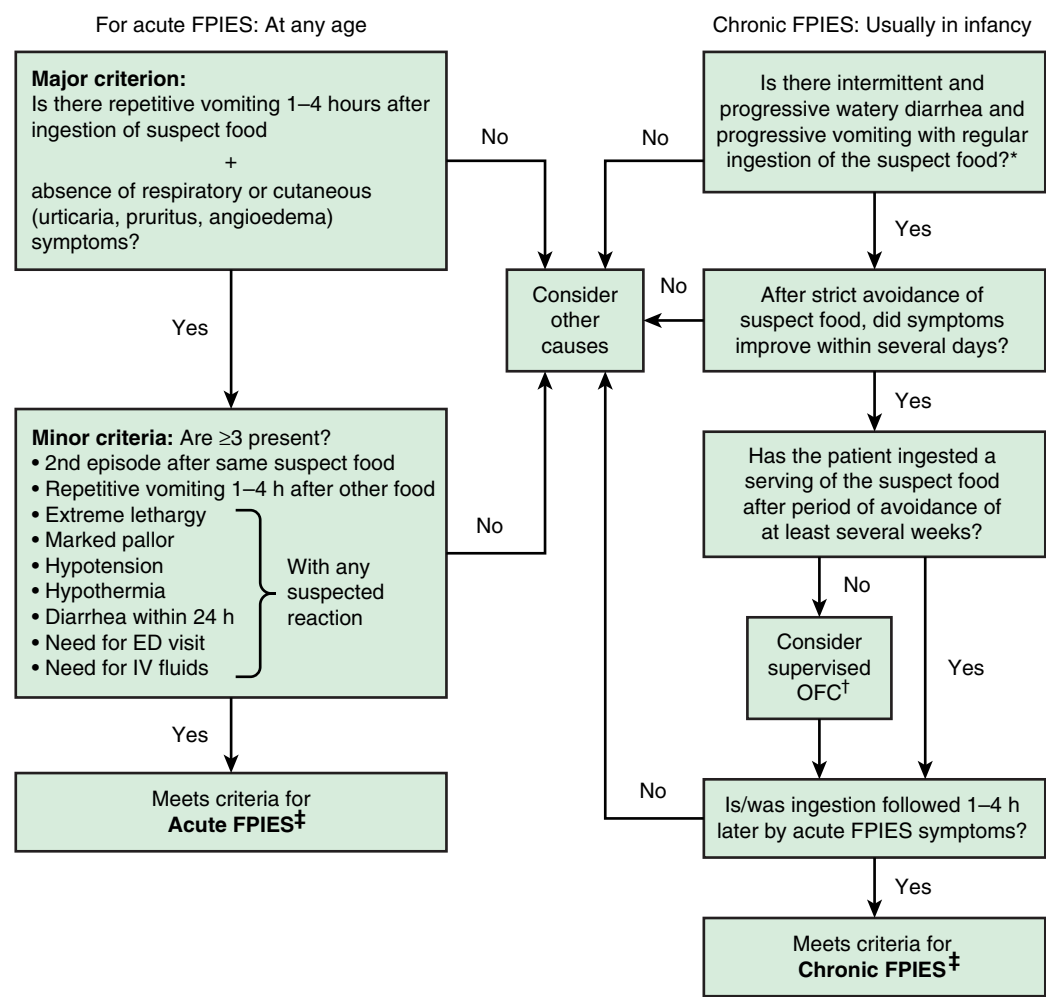 For acute FPIES: At any age
Major criterion:
Is there repetitive vomiting 1–4 hours after
ingestion of suspect food
+
absence of respiratory or cutaneous
(urticaria, pruritus, angioedema)
symptoms?
No
Yes
Minor criteria: Are ≥3 present?
• 2nd episode after same suspect food
• Repetitive vomiting 1–4 h after other food
• Extreme lethargy
• Marked pallor
• Hypotension
• Hypothermia
• Diarrhea within 24 h
• Need for ED visit
• Need for IV fluids
With any
suspected
reaction
No
Yes
Meets criteria for
Acute FPIES‡
Consider
other
causes
Chronic FPIES: Usually in infancy
Is there intermittent and
progressive watery diarrhea and
progressive vomiting with regular
ingestion of the suspect food?*
No
Yes
After strict avoidance of
suspect food, did symptoms
improve within several days?
No
Yes
Has the patient ingested a
serving of the suspect food
after period of avoidance of
at least several weeks?
No
Consider
supervised
OFC†
Yes
Is/was ingestion followed 1–4 h
later by acute FPIES symptoms?
No
Yes
Meets criteria for
Chronic FPIES‡